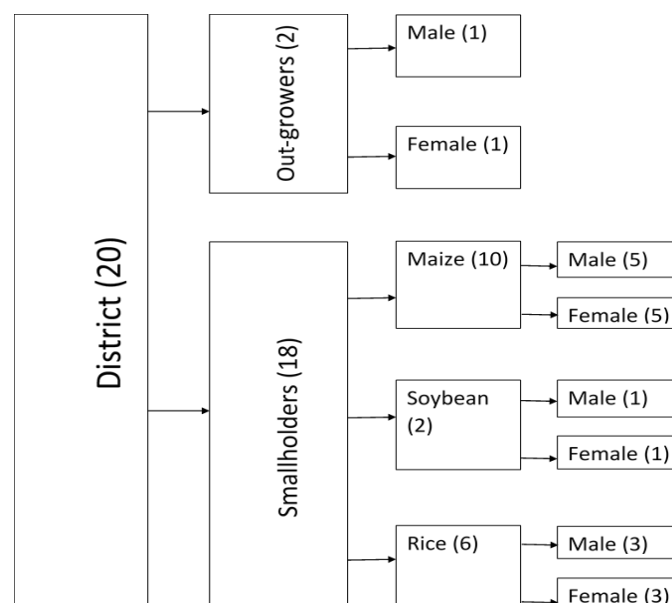 District (20)
Out-growers (2)
Male (1)
Female (1)
Smallholders (18)
Maize (10)
Male (5)
Female (5)
Soybean
(2)
Male (1)
Female (1)
Rice (6)
Male (3)
Female (3)